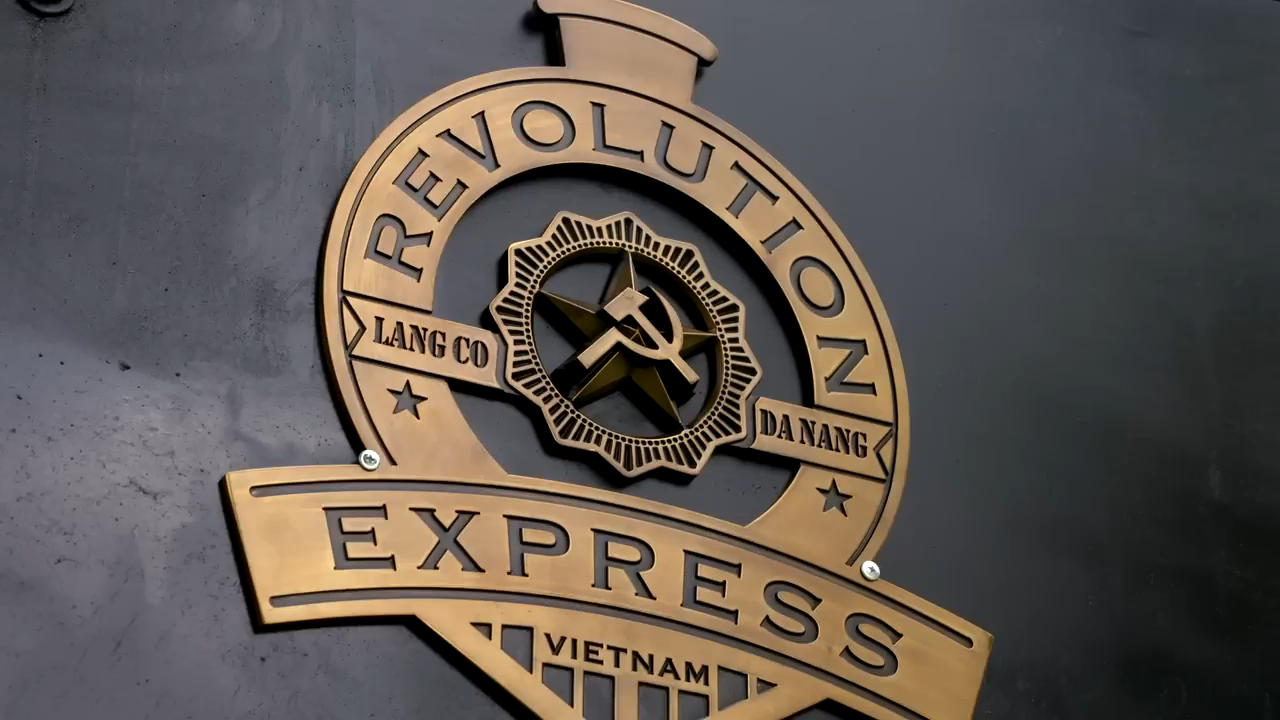 REVOLUTION
LANG CO
DA NANG
EXPRESS
VIETNAM